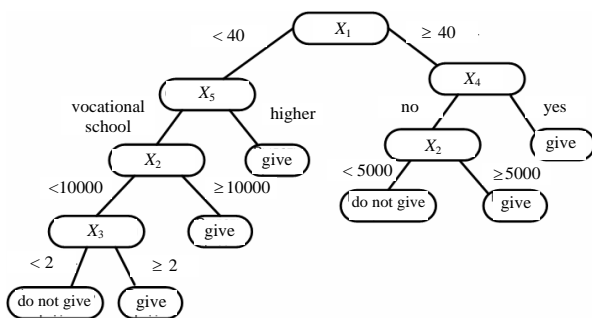 X1
< 40
≥ 40
X5
X4
vocational
school
higher
no
yes
X2
give
X2
give
<10000
≥10000
< 5000
≥5000
X3
give
do not give
give
< 2
≥ 2
do not give
give